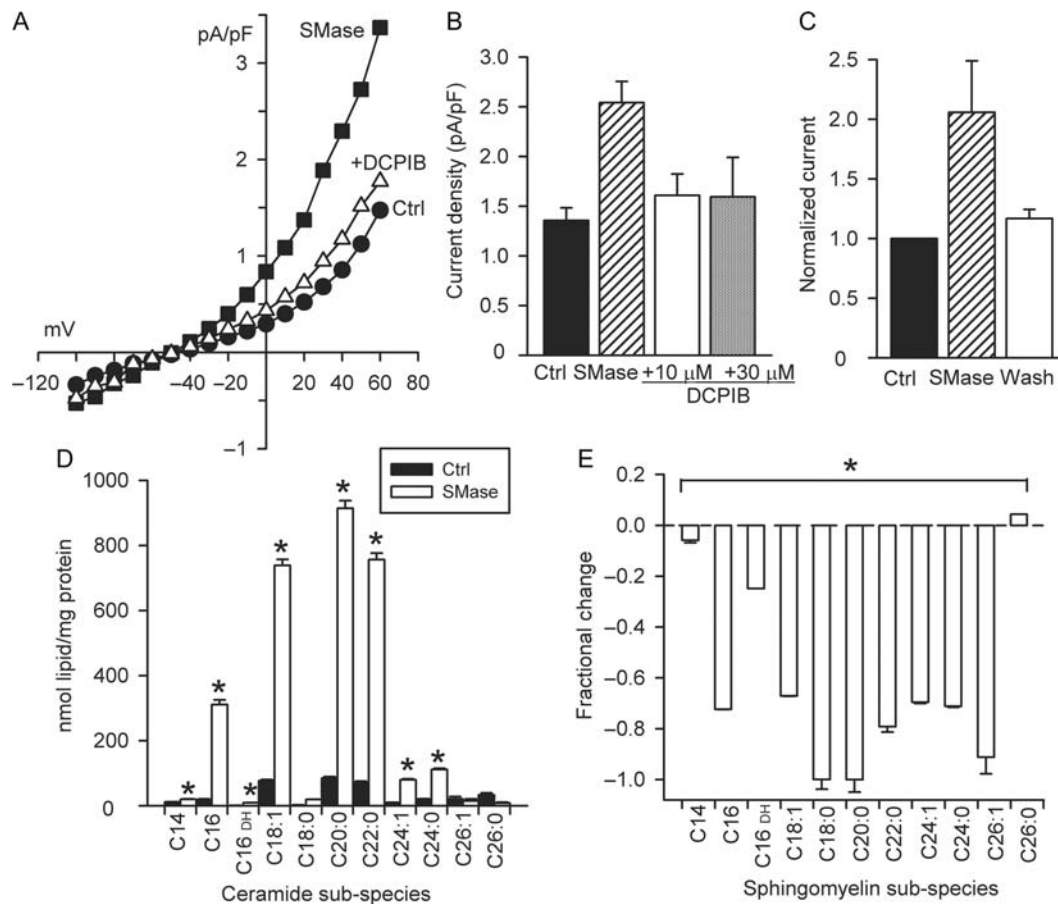 A
pA/pF
SMase
3
2
1
+DCPIB
Ctrl
mV
−120
−40
−20
20
40
60
80
−1
B
Current density (pA/pF)
3.0
2.5
2.0
1.5
1.0
0.5
0
Ctrl SMase +10 μM +30 μM
DCPIB
C
Normalized current
2.5
2.0
1.5
1.0
0.5
0
Ctrl SMase Wash
D
nmol lipid/mg protein
1000
800
600
400
200
0
Ctrl
SMase
* * * * * * * *
C14
C16
C16 DH
C18:1
C18:0
C20:0
C22:0
C24:1
C24:0
C26:1
C26:0
Ceramide sub-species
E
Fractional change
0.2
0.0
−0.2
−0.4
−0.6
−0.8
−1.0
*
C14
C16
C16 DH
C18:1
C18:0
C20:0
C22:0
C24:1
C24:0
C26:1
C26:0
Sphingomyelin sub-species